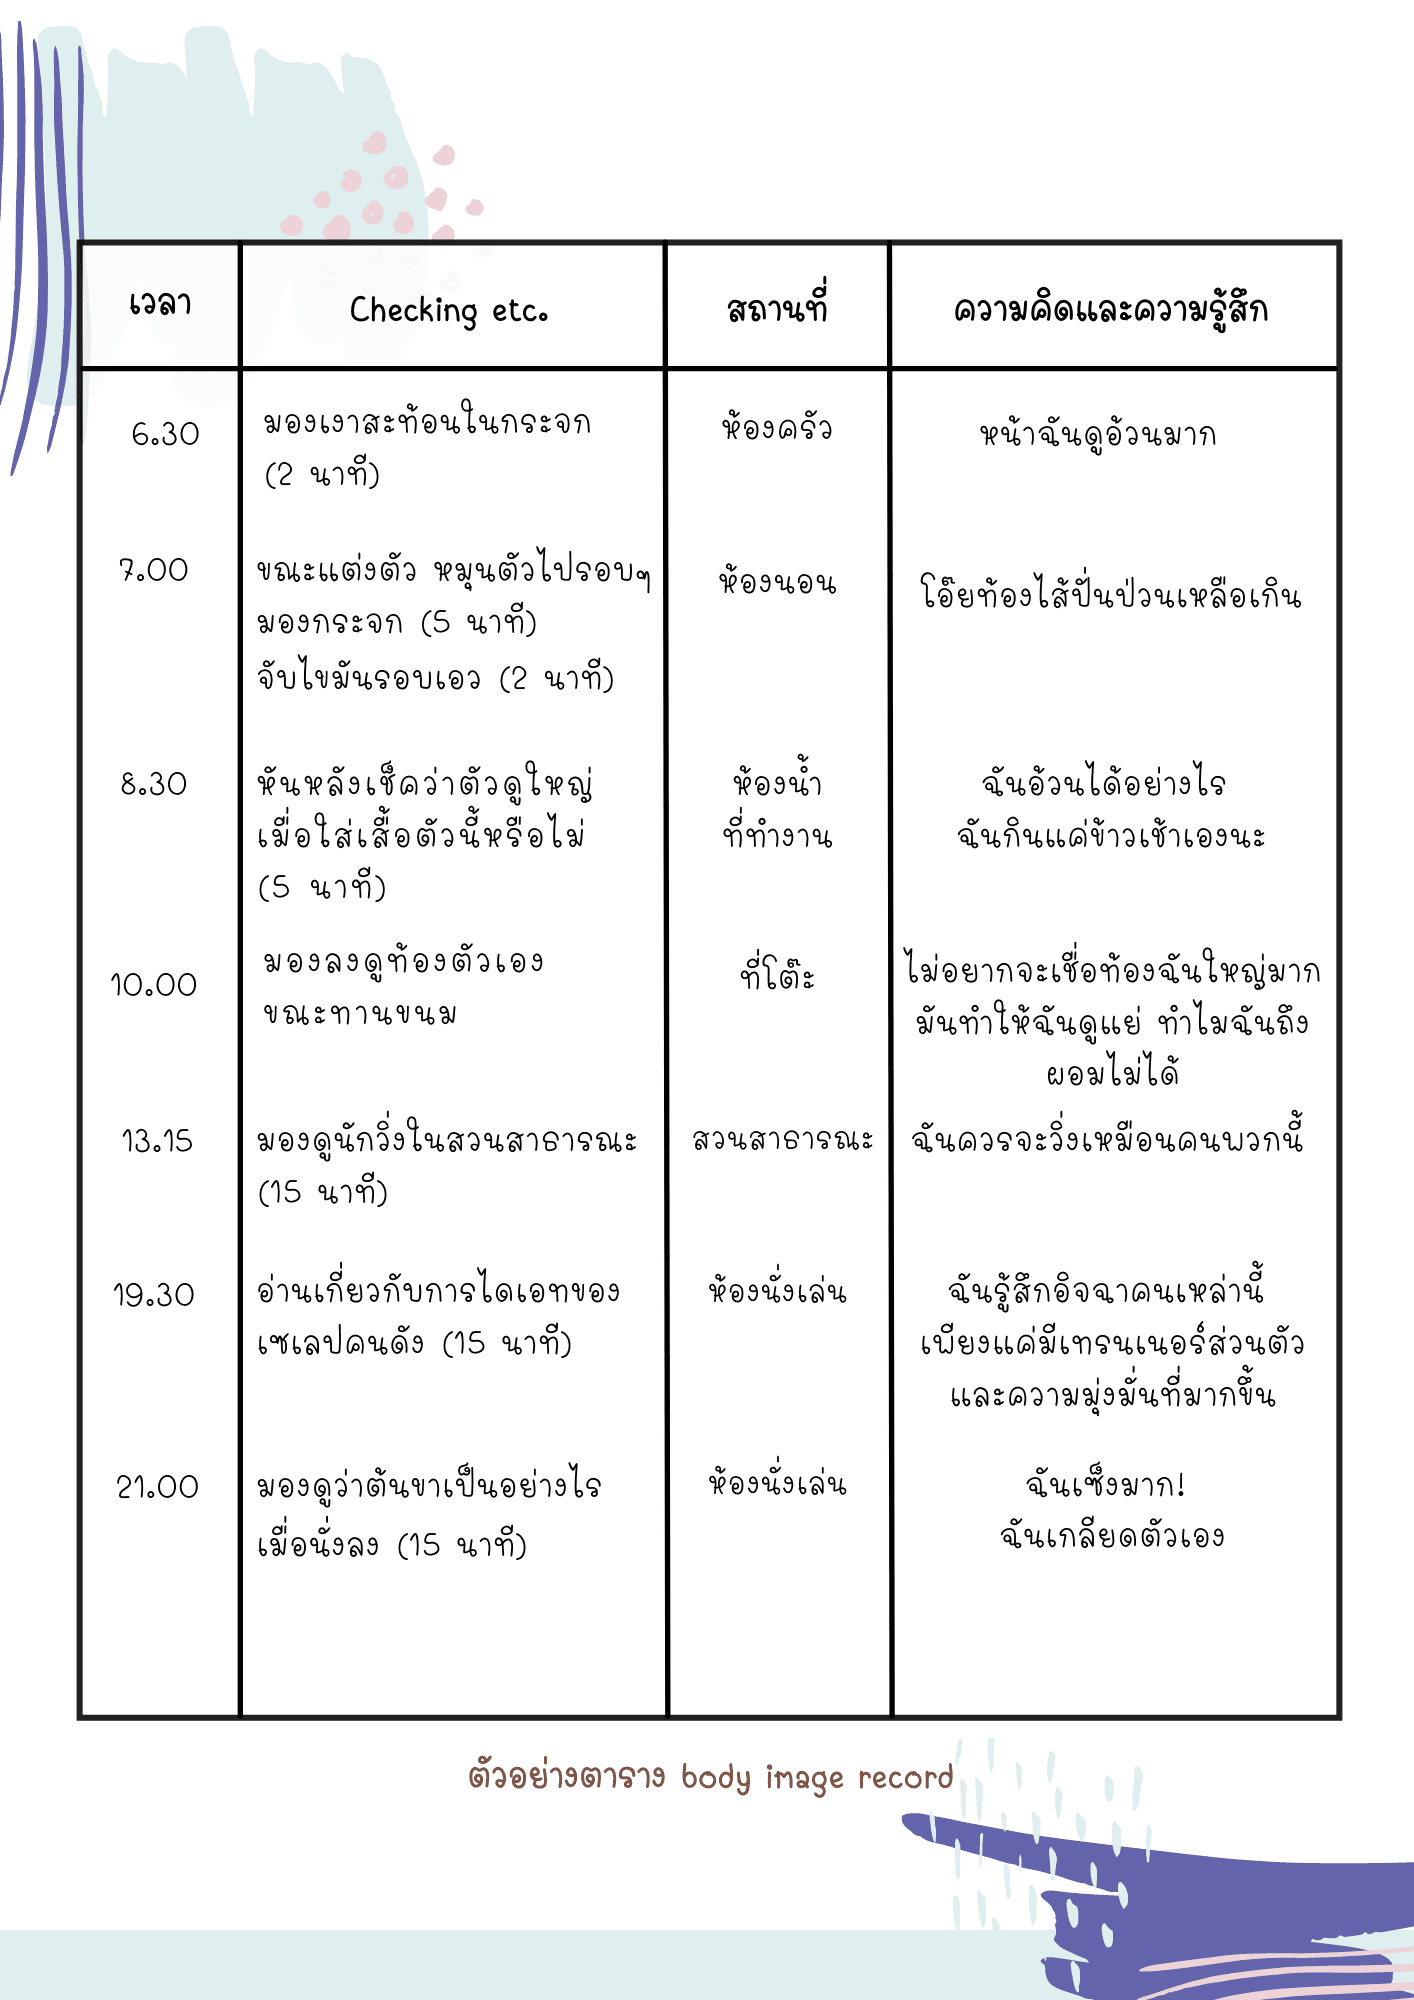 เวลา
Checking etc.
สถานที่
ความคิดและความรู้สึก
6.30
มองเงาสะท้อนในกระจก
(2 นาที)
ห้องครัว
หน้าฉันดูอ้วนมาก
7.00
ขณะแต่งตัว หมุนตัวไปรอบๆ
มองกระจก (5 นาที)
จับไขมันรอบเอว (2 นาที)
ห้องนอน
โอ๊ยท้องไส้ปั่นป่วนเหลือเกิน
8.30
หันหลังเช็คว่าตัวดูใหญ่
เมื่อใส่เสื้อตัวนี้หรือไม่
(5 นาที)
ห้องน้ำ
ที่ทำงาน
ฉันอ้วนได้อย่างไร
ฉันกินแค่ข้าวเช้าเองนะ
10.00
มองลงดูท้องตัวเอง
ขณะทานขนม
ที่โต๊ะ
ไม่อยากจะเชื่อท้องฉันใหญ่มาก
มันทำให้ฉันดูแย่ ทำไมฉันถึง
ผอมไม่ได้
13.15
มองดูนักวิ่งในสวนสาธารณะ
(15 นาที)
สวนสาธารณะ
ฉันควรจะวิ่งเหมือนคนพวกนี้
19.30
อ่านเกี่ยวกับการไดเอทของ
เซเลปคนดัง (15 นาที)
ห้องนั่งเล่น
ฉันรู้สึกอิจฉาคนเหล่านี้
เพียงแค่มีเทรนเนอร์ส่วนตัว
และความมุ่งมั่นที่มากขึ้น
21.00
มองดูว่าต้นขาเป็นอย่างไร
เมื่อนั่งลง (15 นาที)
ห้องนั่งเล่น
ฉันเซ็งมาก!
ฉันเกลียดตัวเอง
ตัวอย่างตาราง body image record